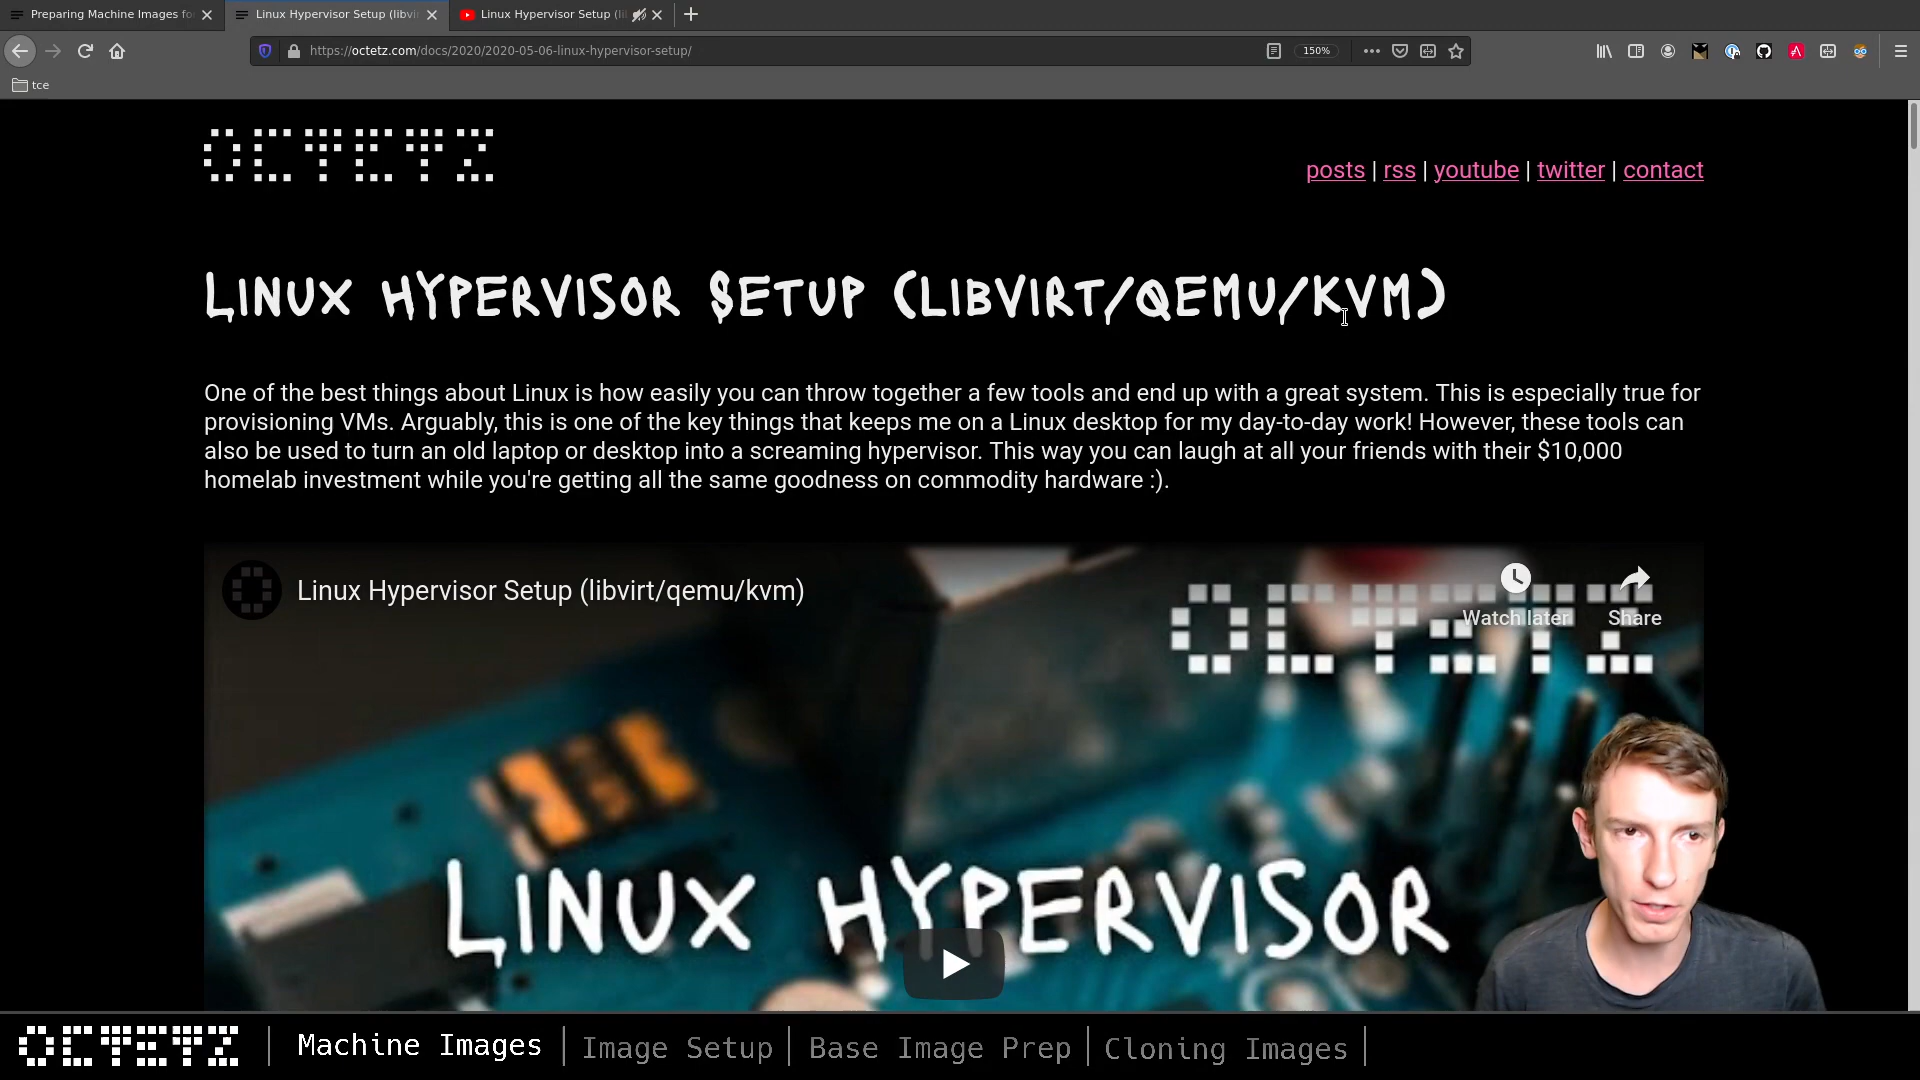 Preparing Machine Images fo
Linux Hypervisor Setup (libvi
Linux Hypervisor Setup (li
https://octetz.com/docs/2020/2020-05-06-linux-hypervisor-setup/
150%
tce
OCTETZ
posts | rss | youtube | twitter | contact
LINUX HYPERVISOR SETUP (LIBVIRT/QEMU/KVM)
One of the best things about Linux is how easily you can throw together a few tools and end up with a great system. This is especially true for
provisioning VMs. Arguably, this is one of the key things that keeps me on a Linux desktop for my day-to-day work! However, these tools can
also be used to turn an old laptop or desktop into a screaming hypervisor. This way you can laugh at all your friends with their $10,000
homelab investment while you're getting all the same goodness on commodity hardware :).
Linux Hypervisor Setup (libvirt/qemu/kvm)
OCTETZ
Watch later
Share
LINUX HYPERVISOR
OCTETZ | Machine Images | Image Setup | Base Image Prep | Cloning Images |